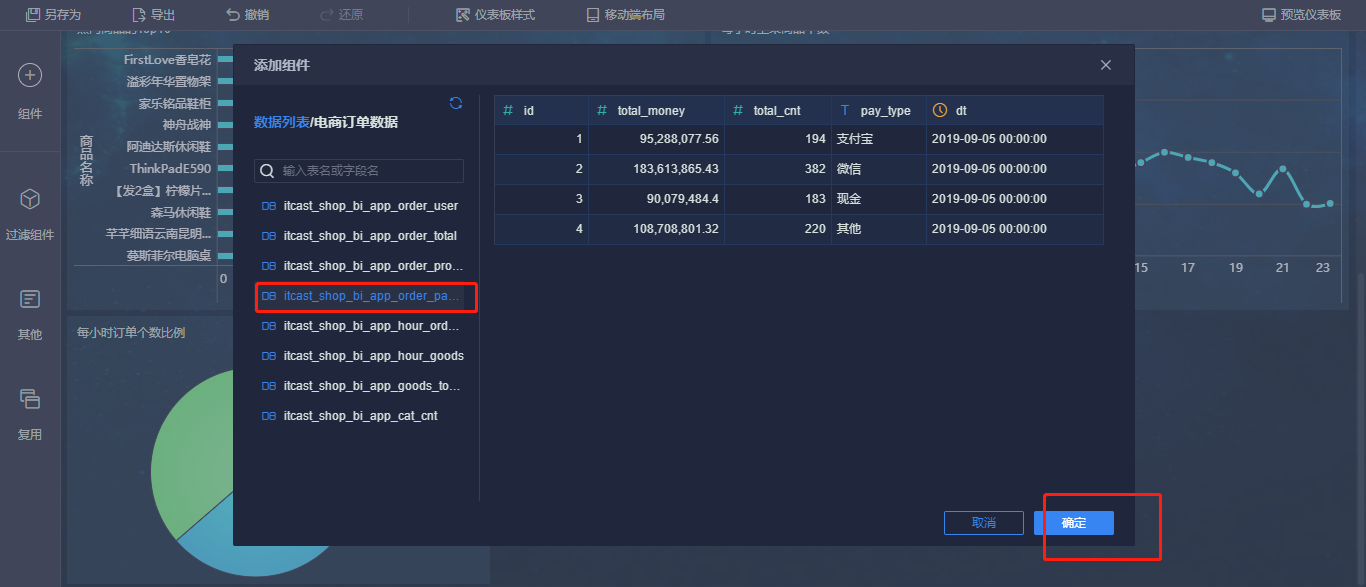 另存为 导出 撤销 还原 仪表板样式 移动端布局 预览仪表板
添加组件
组件
过滤组件
其他
复用
商品名称
FirstLove香皂花
溢彩年华置物架
家乐铭品鞋柜
神舟战神
阿迪达斯休闲鞋
ThinkPadE590
【发2盒】柠檬片...
森马休闲鞋
芊芊细语云南昆明...
蔓斯菲尔电脑桌
0
每小时订单个数比例
数据列表/电商订单数据
输入表名或字段名
itcast_shop_bi_app_order_user
itcast_shop_bi_app_order_total
itcast_shop_bi_app_order_pro...
itcast_shop_bi_app_order_pa...
itcast_shop_bi_app_hour_ord...
itcast_shop_bi_app_hour_goods
itcast_shop_bi_app_goods_to...
itcast_shop_bi_app_cat_cnt
# id # total_money # total_cnt T pay_type dt
1 95,288,077.56 194 支付宝 2019-09-05 00:00:00
2 183,613,865.43 382 微信 2019-09-05 00:00:00
3 90,079,484.4 183 现金 2019-09-05 00:00:00
4 108,708,801.32 220 其他 2019-09-05 00:00:00
15 17 19 21 23
取消 确定